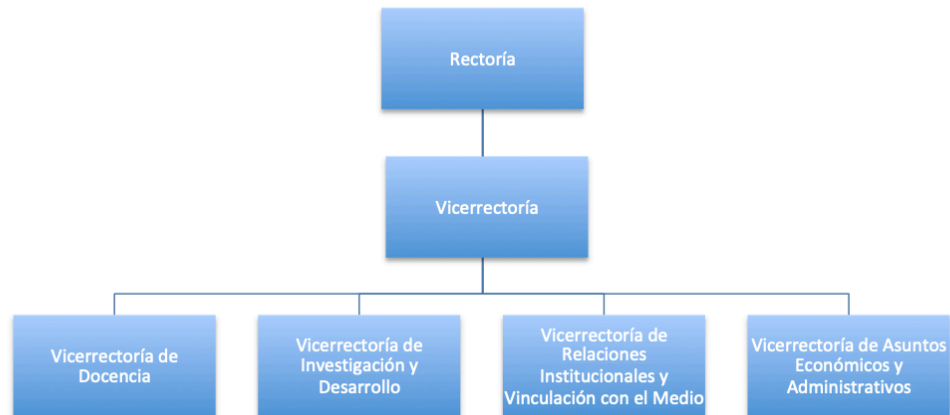 Rectoría
Vicerrectoría
Vicerrectoría de
Docencia
Vicerrectoría de
Investigación y
Desarrollo
Vicerrectoría de
Relaciones
Institucionales y
Vinculación con el Medio
Vicerrectoría de Asuntos
Económicos y
Administrativos